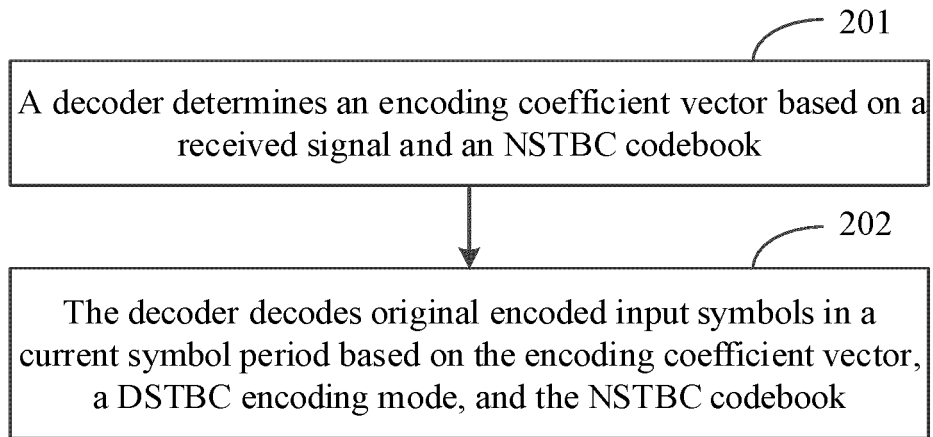 201
A decoder determines an encoding coefficient vector based on a
received signal and an NSTBC codebook
202
The decoder decodes original encoded input symbols in a
current symbol period based on the encoding coefficient vector,
a DSTBC encoding mode, and the NSTBC codebook